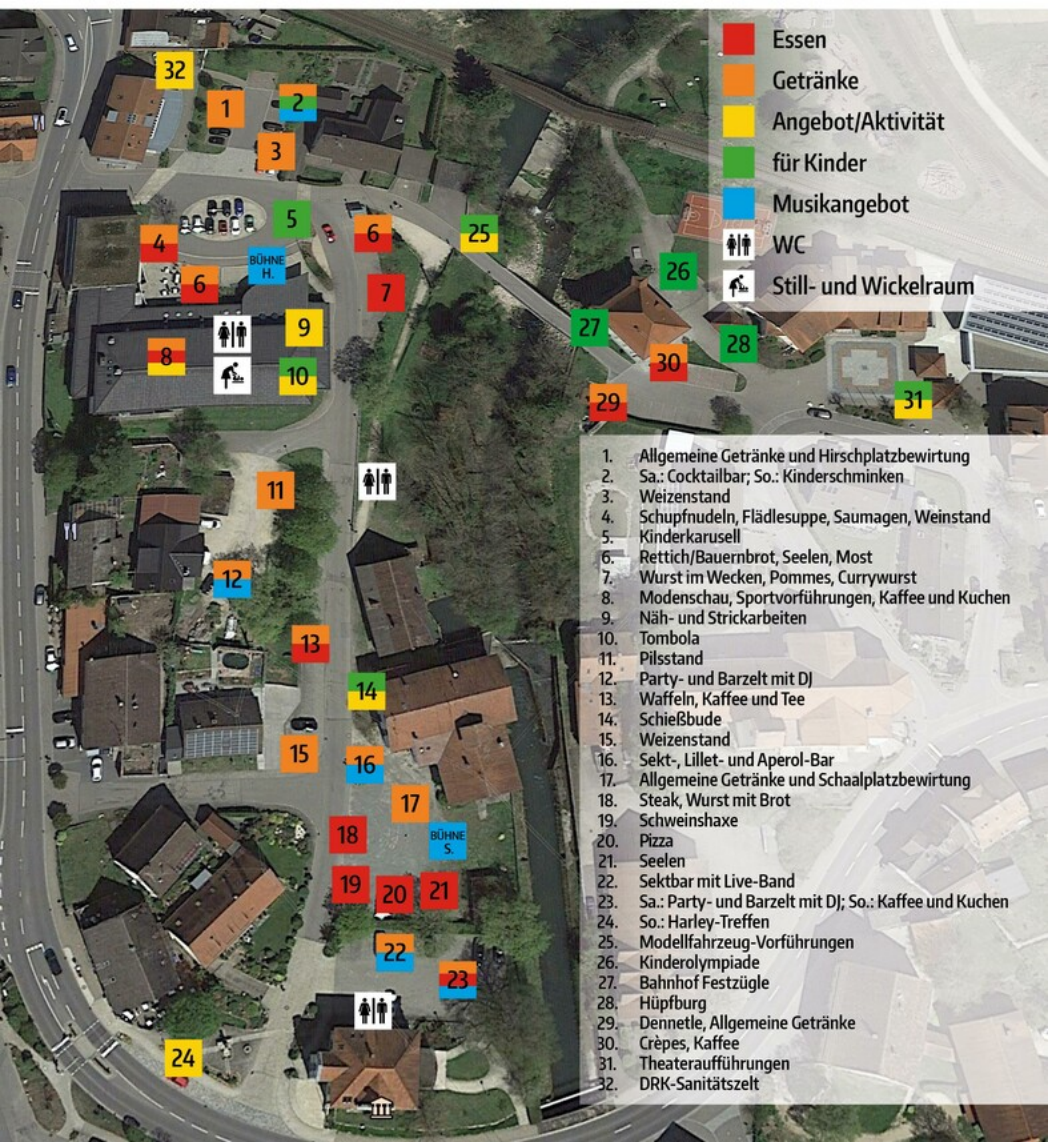 Essen
Getränke
Angebot/Aktivität
für Kinder
Musikangebot
WC
Still- und Wickelraum
32
1
2
3
5
4
6
25
BÜHNE
H.
6
7
26
9
27
28
8
10
30
29
31
11
12
13
14
15
16
17
18
BÜHNE
S.
19
20
21
22
23
24
1. Allgemeine Getränke und Hirschplatzbewirtung
2. Sa.: Cocktailbar; So.: Kinderschminken
3. Weizenstand
4. Schupfnudeln, Flädlesuppe, Saumagen, Weinstand
5. Kinderkarusell
6. Rettich/Bauernbrot, Seelen, Most
7. Wurst im Wecken, Pommes, Currywurst
8. Modenschau, Sportvorführungen, Kaffee und Kuchen
9. Näh- und Strickarbeiten
10. Tombola
11. Pilsstand
12. Party- und Barzelt mit DJ
13. Waffeln, Kaffee und Tee
14. Schießbude
15. Weizenstand
16. Sekt-, Lillet- und Aperol-Bar
17. Allgemeine Getränke und Schaalplatzbewirtung
18. Steak, Wurst mit Brot
19. Schweinshaxe
20. Pizza
21. Seelen
22. Sektbar mit Live-Band
23. Sa.: Party- und Barzelt mit DJ; So.: Kaffee und Kuchen
24. So.: Harley-Treffen
25. Modellfahrzeug-Vorführungen
26. Kinderolympiade
27. Bahnhof Festzügle
28. Hüpfburg
29. Dennetle, Allgemeine Getränke
30. Crèpes, Kaffee
31. Theateraufführungen
32. DRK-Sanitätszelt